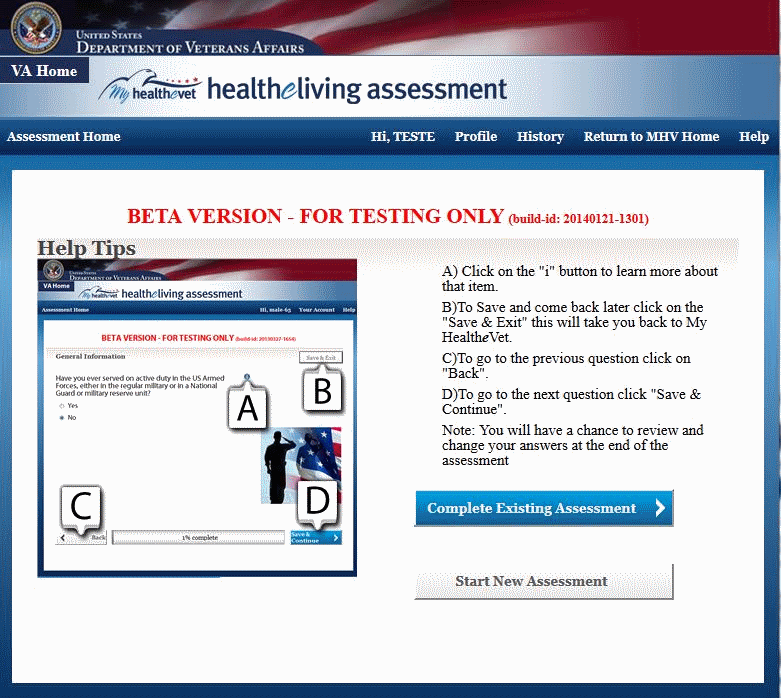 UNITED STATES
DEPARTMENT OF VETERANS AFFAIRS
VA Home
My healthevet healtheliving assessment
Assessment Home Hi, TESTE Profile History Return to MHV Home Help
BETA VERSION - FOR TESTING ONLY (build-id: 20140121-1301)
Help Tips
UNITED STATES
DEPARTMENT OF VETERANS AFFAIRS
VA Home
My healthevet healtheliving assessment
Assessment Home Hi, male-65 Your Account Help
BETA VERSION - FOR TESTING ONLY
General Information Save & Exit
Have you ever served on active duty in the US Armed
Forces, either in the regular military or in a National
Guard or military reserve unit?
Yes
No
A
B
C
D
Back
1% complete
Save &
Continue
A) Click on the "i" button to learn more about
that item.
B)To Save and come back later click on the
"Save & Exit" this will take you back to My
HealtheVet.
C)To go to the previous question click on
"Back".
D)To go to the next question click "Save &
Continue".
Note: You will have a chance to review and
change your answers at the end of the
assessment
Complete Existing Assessment
Start New Assessment